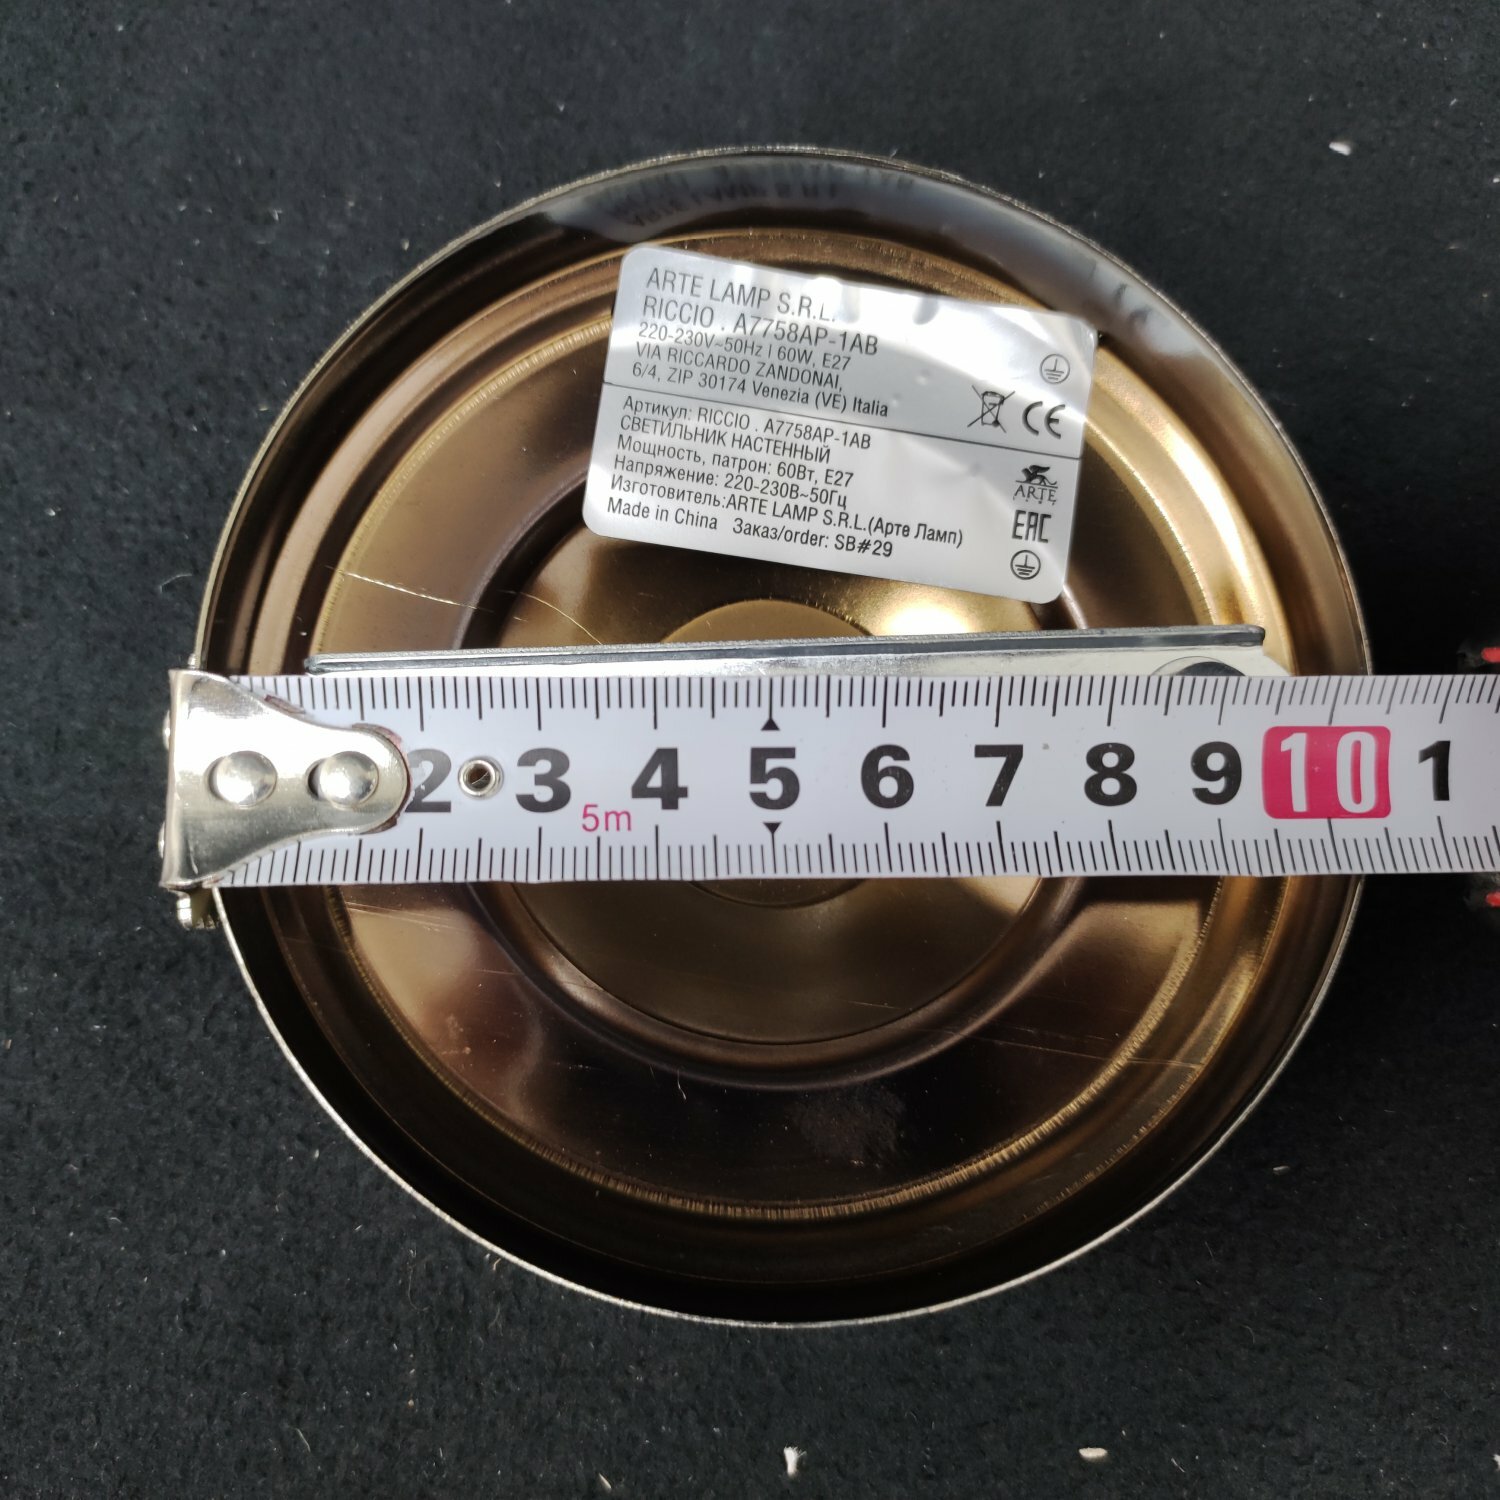 ARTE LAMP S.R.L.
RICCIO . A7758AP-1AB
220-230V~50Hz | 60W, E27
VIA RICCARDO ZANDONAI,
6/4, ZIP 30174 Venezia (VE) Italia
CE
Артикул: RICCIO . A7758AP-1AB
СВЕТИЛЬНИК НАСТЕННЫЙ
Мощность, патрон: 60Вт, E27
Напряжение: 220-230В~50Гц
Изготовитель:ARTE LAMP S.R.L.(Арте Ламп)
Made in China Заказ/order: SB#29
ARTE
EAC
2 3 4 5 6 7 8 9 10 1
5m